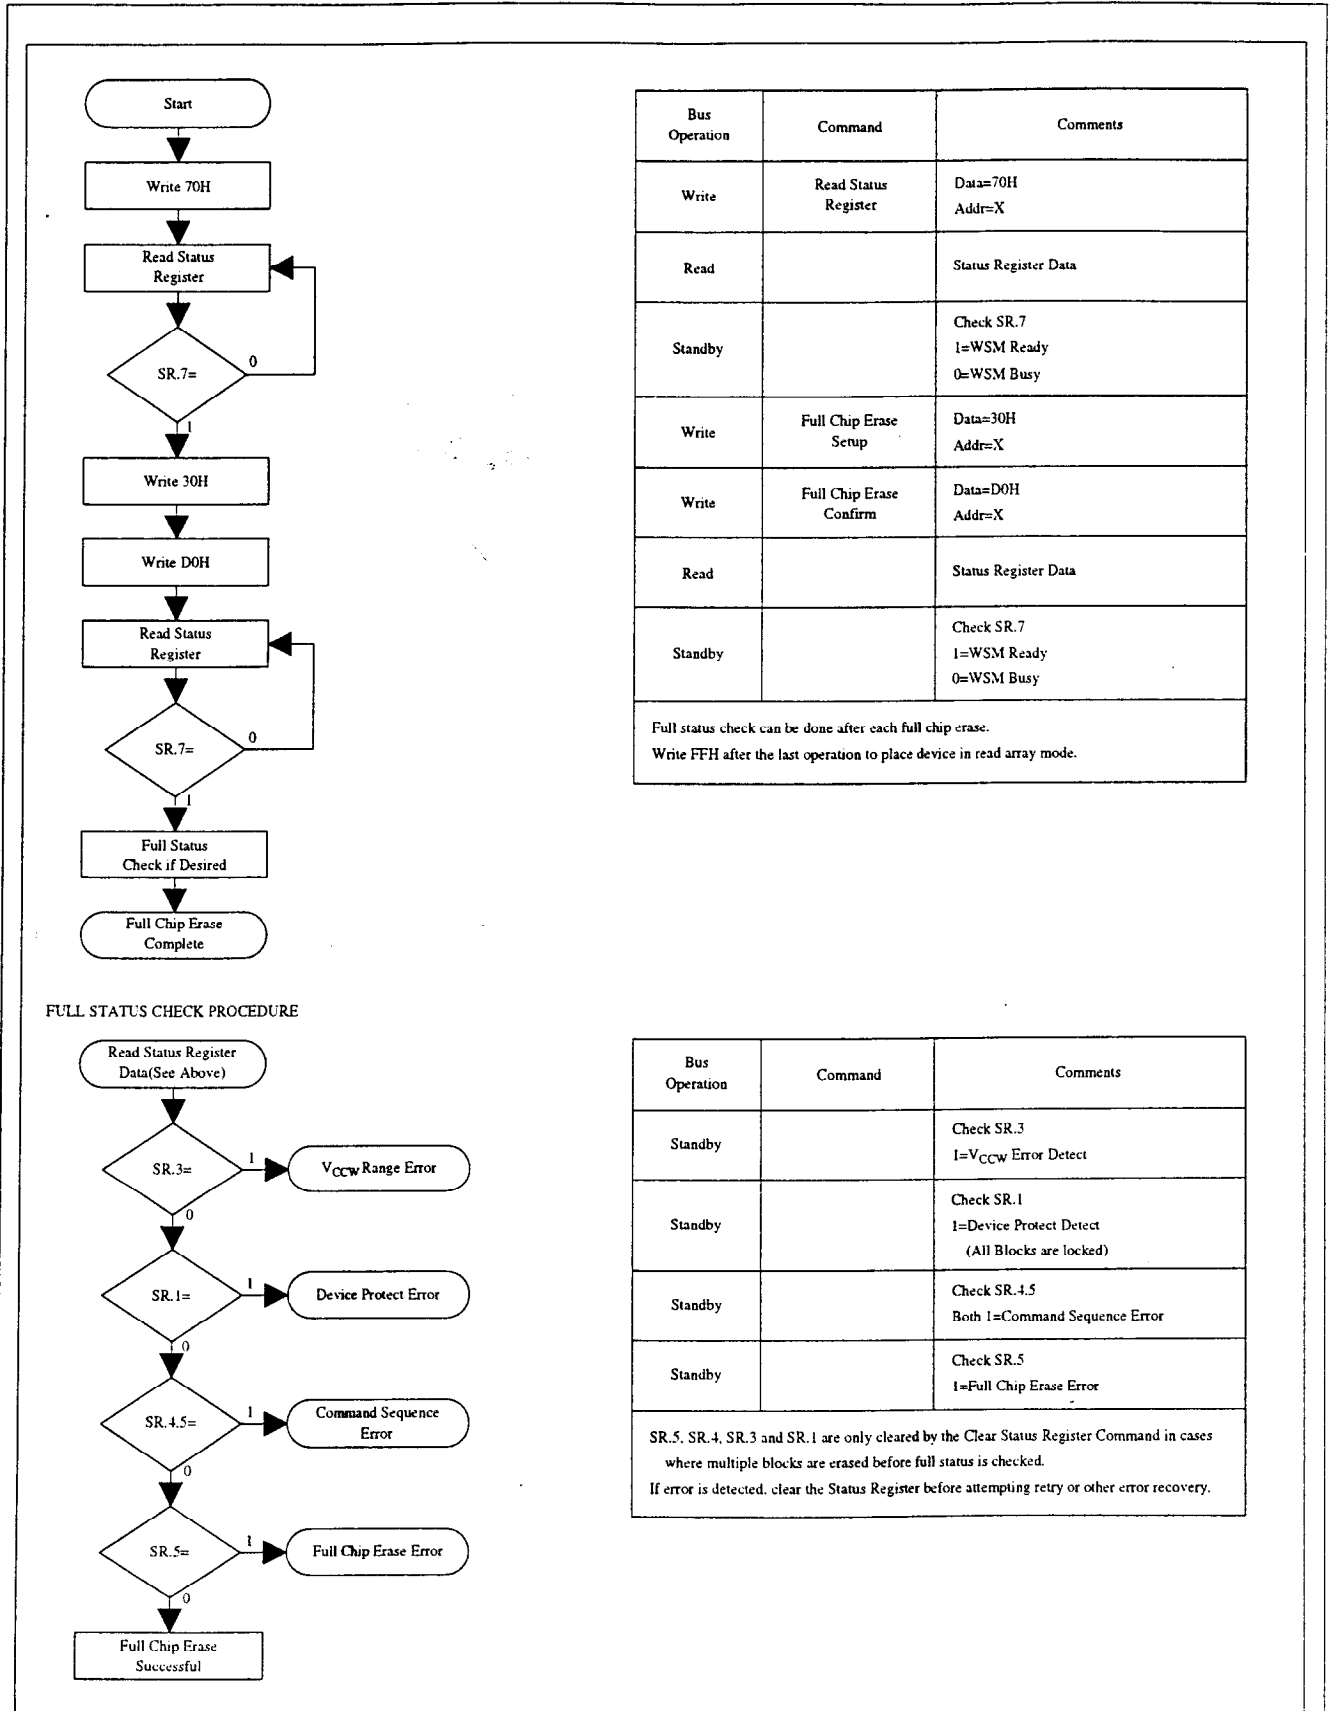 Start
Write 70H
Read Status
Register
SR.7=
0
1
Write 30H
Write D0H
Read Status
Register
SR.7=
0
1
Full Status
Check if Desired
Full Chip Erase
Complete
Bus
Operation
Command
Comments
Write
Read Status
Register
Data=70H
Addr=X
Read
Status Register Data
Standby
Check SR.7
1=WSM Ready
0=WSM Busy
Write
Full Chip Erase
Setup
Data=30H
Addr=X
Write
Full Chip Erase
Confirm
Data=D0H
Addr=X
Read
Status Register Data
Standby
Check SR.7
1=WSM Ready
0=WSM Busy
Full status check can be done after each full chip erase.
Write FFH after the last operation to place device in read array mode.
FULL STATUS CHECK PROCEDURE
Read Status Register
Data(See Above)
SR.3=
1
VCCW Range Error
0
SR.1=
1
Device Protect Error
0
SR.4.5=
1
Command Sequence
Error
0
SR.5=
1
Full Chip Erase Error
0
Full Chip Erase
Successful
Bus
Operation
Command
Comments
Standby
Check SR.3
1=VCCW Error Detect
Standby
Check SR.1
1=Device Protect Detect
(All Blocks are locked)
Standby
Check SR.4.5
Both 1=Command Sequence Error
Standby
Check SR.5
1=Full Chip Erase Error
SR.5, SR.4, SR.3 and SR.1 are only cleared by the Clear Status Register Command in cases
where multiple blocks are erased before full status is checked.
If error is detected, clear the Status Register before attempting retry or other error recovery.